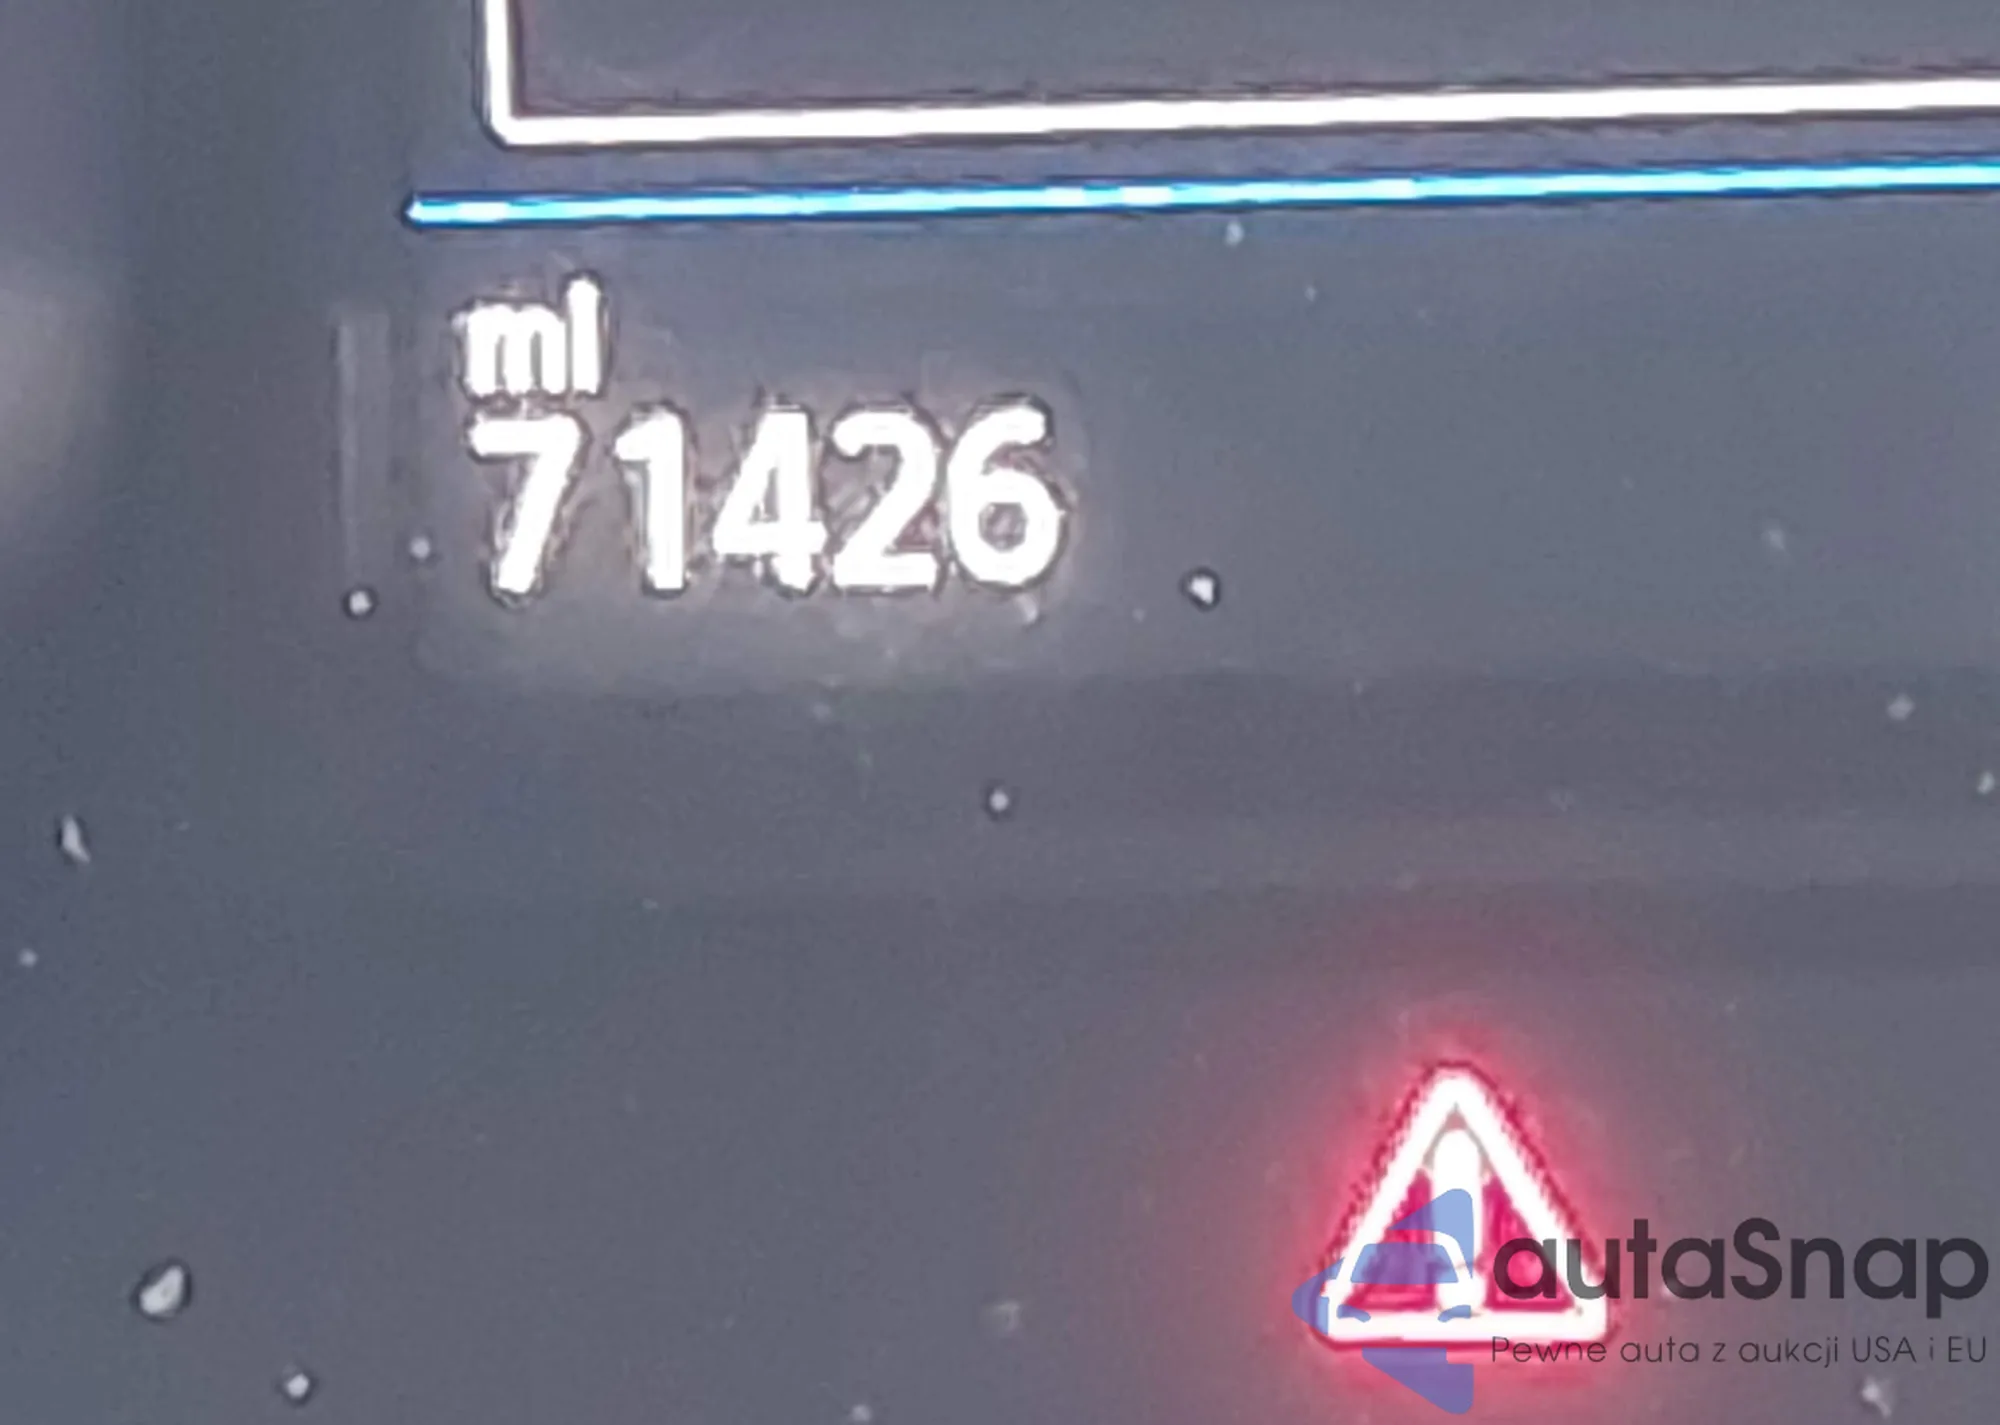 mi
71426
autaSnap
Pewne auta z aukcji USA i EU